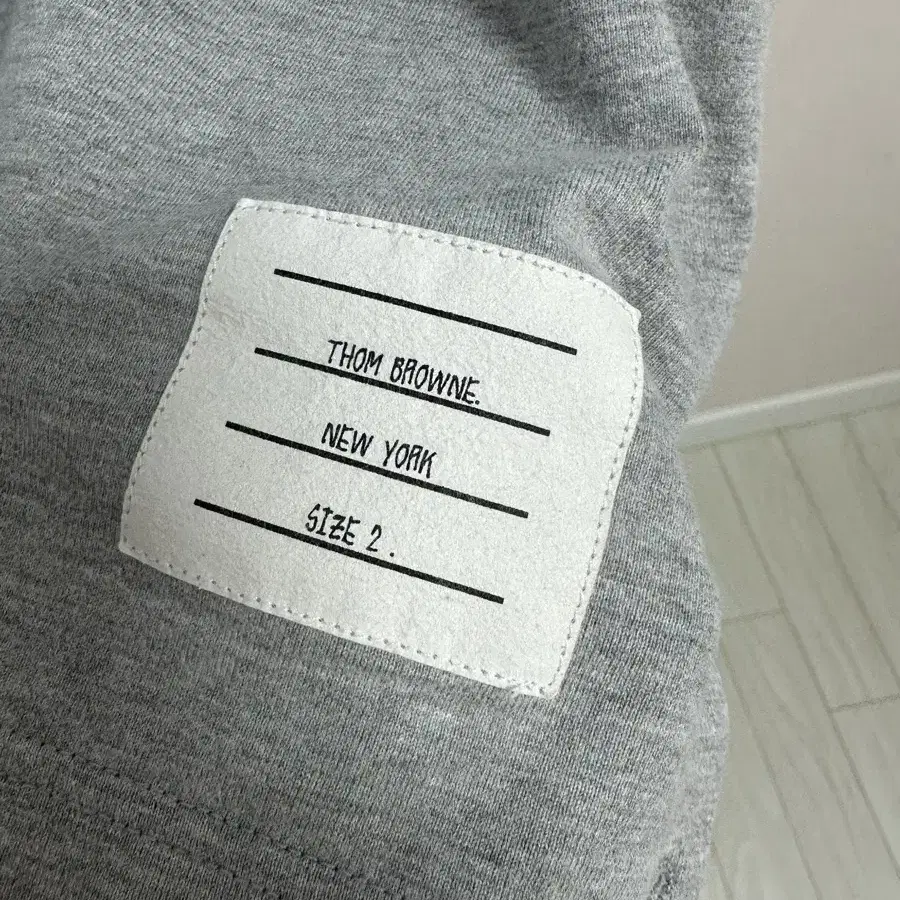 THOM BROWNE.
NEW YORK
SIZE 2 .